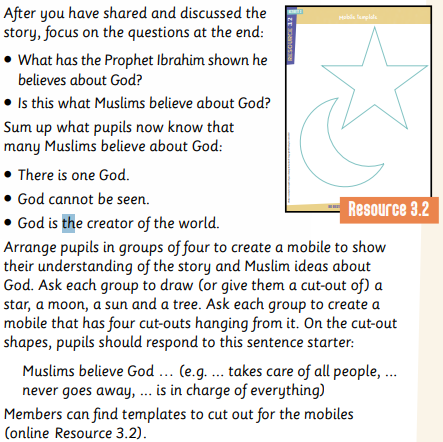 After you have shared and discussed the
story, focus on the questions at the end:
• What has the Prophet Ibrahim shown he
believes about God?
• Is this what Muslims believe about God?
Sum up what pupils now know that
many Muslims believe about God:
• There is one God.
• God cannot be seen.
• God is the creator of the world.
RESOURCE 3.2
Mobile Template
Resource 3.2
Arrange pupils in groups of four to create a mobile to show
their understanding of the story and Muslim ideas about
God. Ask each group to draw (or give them a cut-out of) a
star, a moon, a sun and a tree. Ask each group to create a
mobile that has four cut-outs hanging from it. On the cut-out
shapes, pupils should respond to this sentence starter:
Muslims believe God … (e.g. … takes care of all people, …
never goes away, … is in charge of everything)
Members can find templates to cut out for the mobiles
(online Resource 3.2).